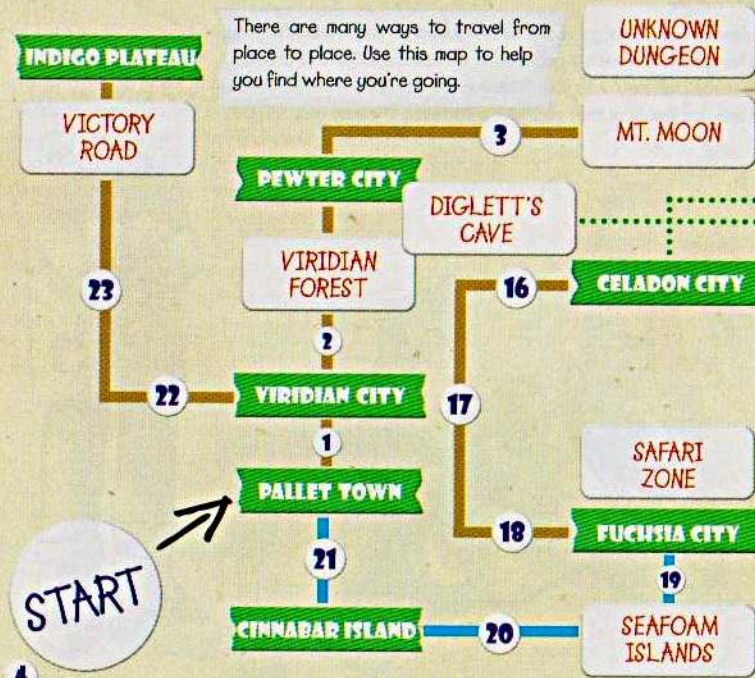 There are many ways to travel from
place to place. Use this map to help
you find where you're going.
UNKNOWN
DUNGEON
INDIGO PLATEAU
VICTORY
ROAD
3
MT. MOON
PEWTER CITY
DIGLETT'S
CAVE
VIRIDIAN
FOREST
23
16
CELADON CITY
2
22
VIRIDIAN CITY
17
1
SAFARI
ZONE
PALLET TOWN
18
FUCHSIA CITY
START
21
19
CINNABAR ISLAND
20
SEAFOAM
ISLANDS
4